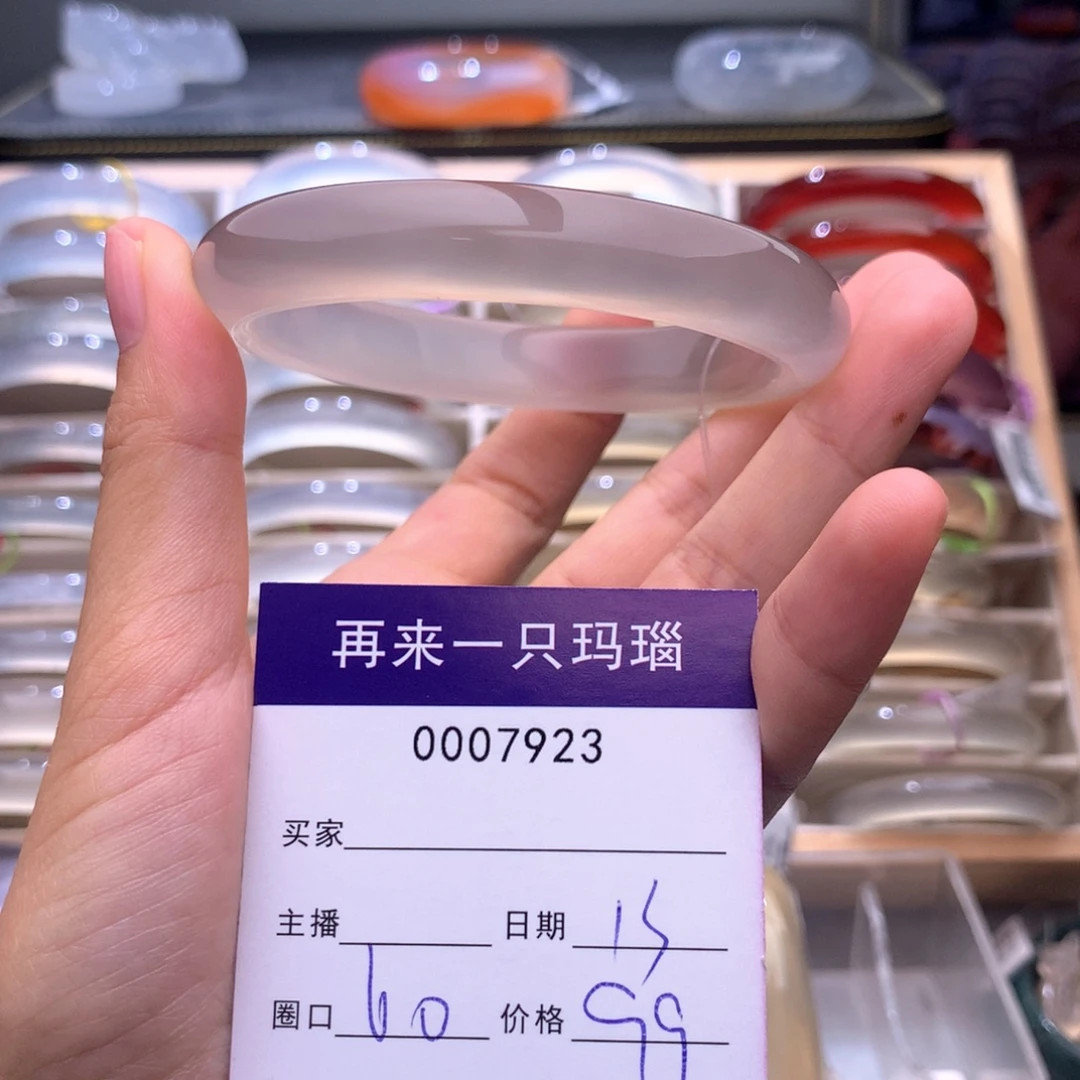 再来一只玛瑙
0007923
买家
主播 日期 15
圈口 60 价格 99